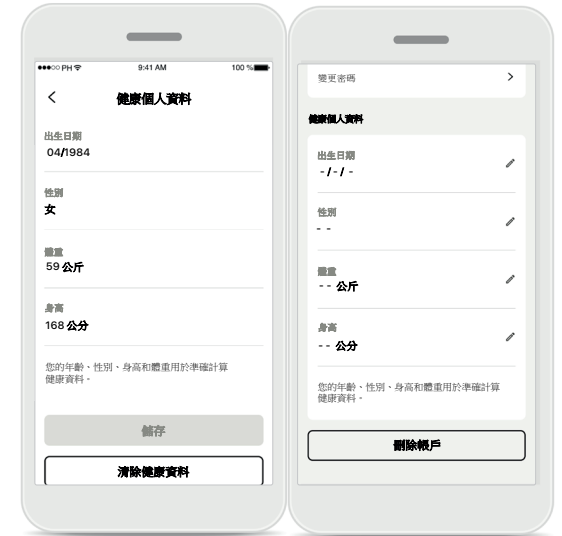 PH 9:41 AM 100 %
健康個人資料
出生日期
04/1984
性別
女
體重
59 公斤
身高
168 公分
您的年齡、性別、身高和體重用於準確計算
健康資料。
儲存
清除健康資料
變更密碼
健康個人資料
出生日期
-/-/-
性別
- -
體重
- - 公斤
身高
- - 公分
您的年齡、性別、身高和體重用於準確計算
健康資料。
刪除帳戶